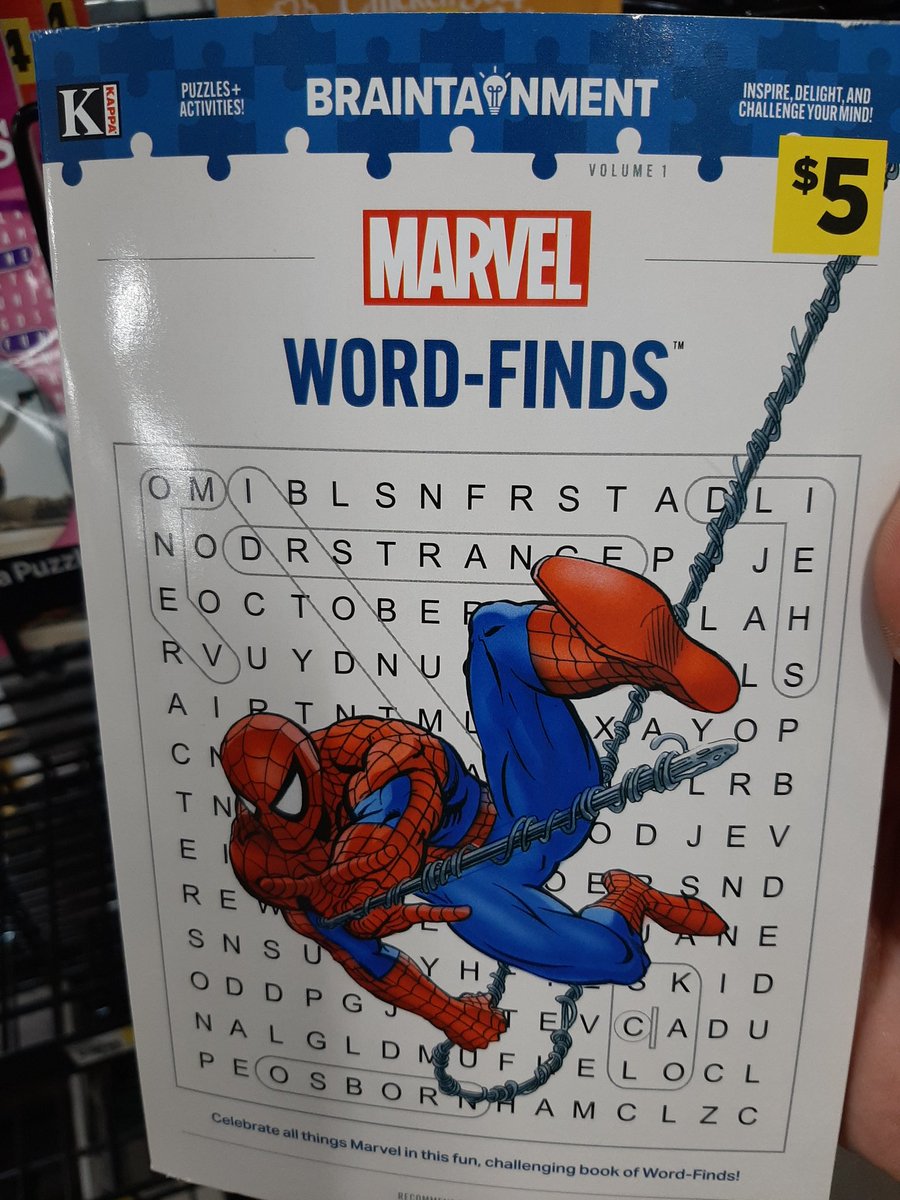 K KAPPA
PUZZLES+
ACTIVITIES!
BRAINTAINMENT
INSPIRE, DELIGHT, AND
CHALLENGE YOUR MIND!
VOLUME 1
$5
MARVEL
WORD-FINDS™
O M I B L S N F R S T A D L I
N O D R S T R A N G E P J E
E O C T O B E R L A H
R V U Y D N U L S
A I R T N T M L X A Y O P
C N L R B
T N O D J E V
E I O E R S N D
R E W J A N E
S N S U Y H S K I D
O D D P G J T E V C A D U
N A L G L D M U F E L O C L
P E O S B O R N H A M C L Z C
Celebrate all things Marvel in this fun, challenging book of Word-Finds!